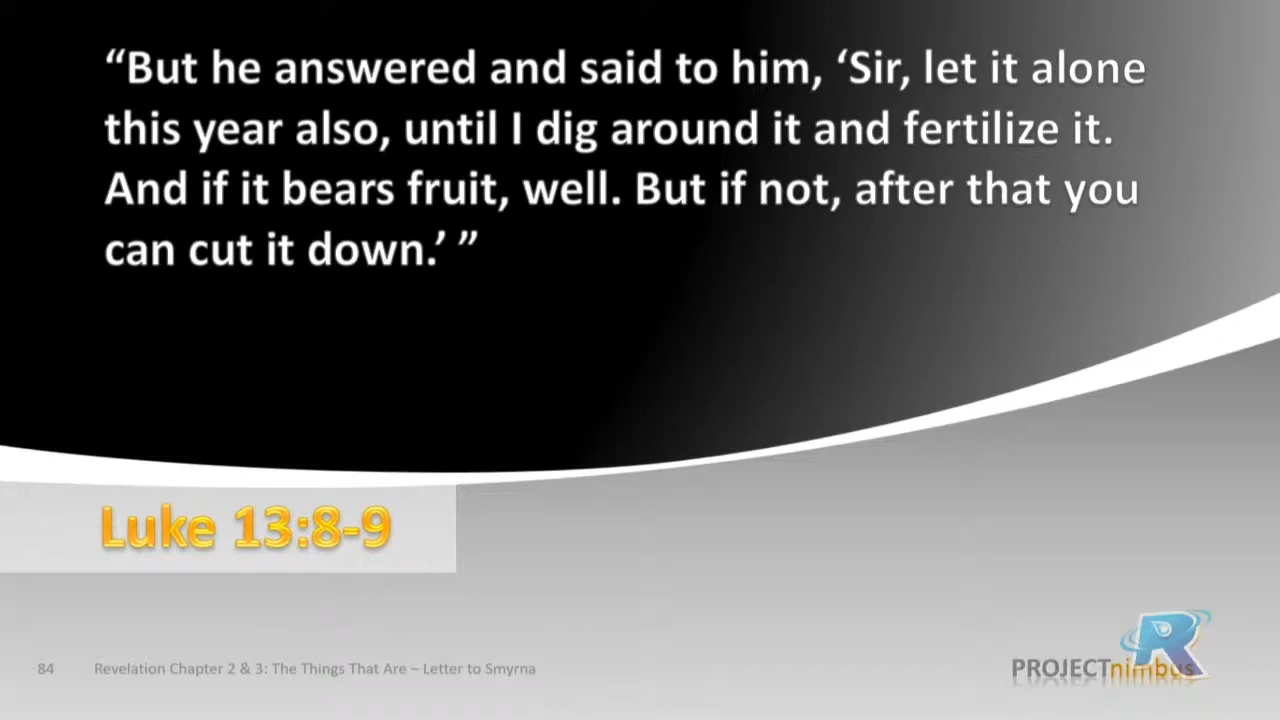 “But he answered and said to him, ‘Sir, let it alone
this year also, until I dig around it and fertilize it.
And if it bears fruit, well. But if not, after that you
can cut it down.’ ”
Luke 13:8-9
84 Revelation Chapter 2 & 3: The Things That Are – Letter to Smyrna
R
PROJECTnimbus